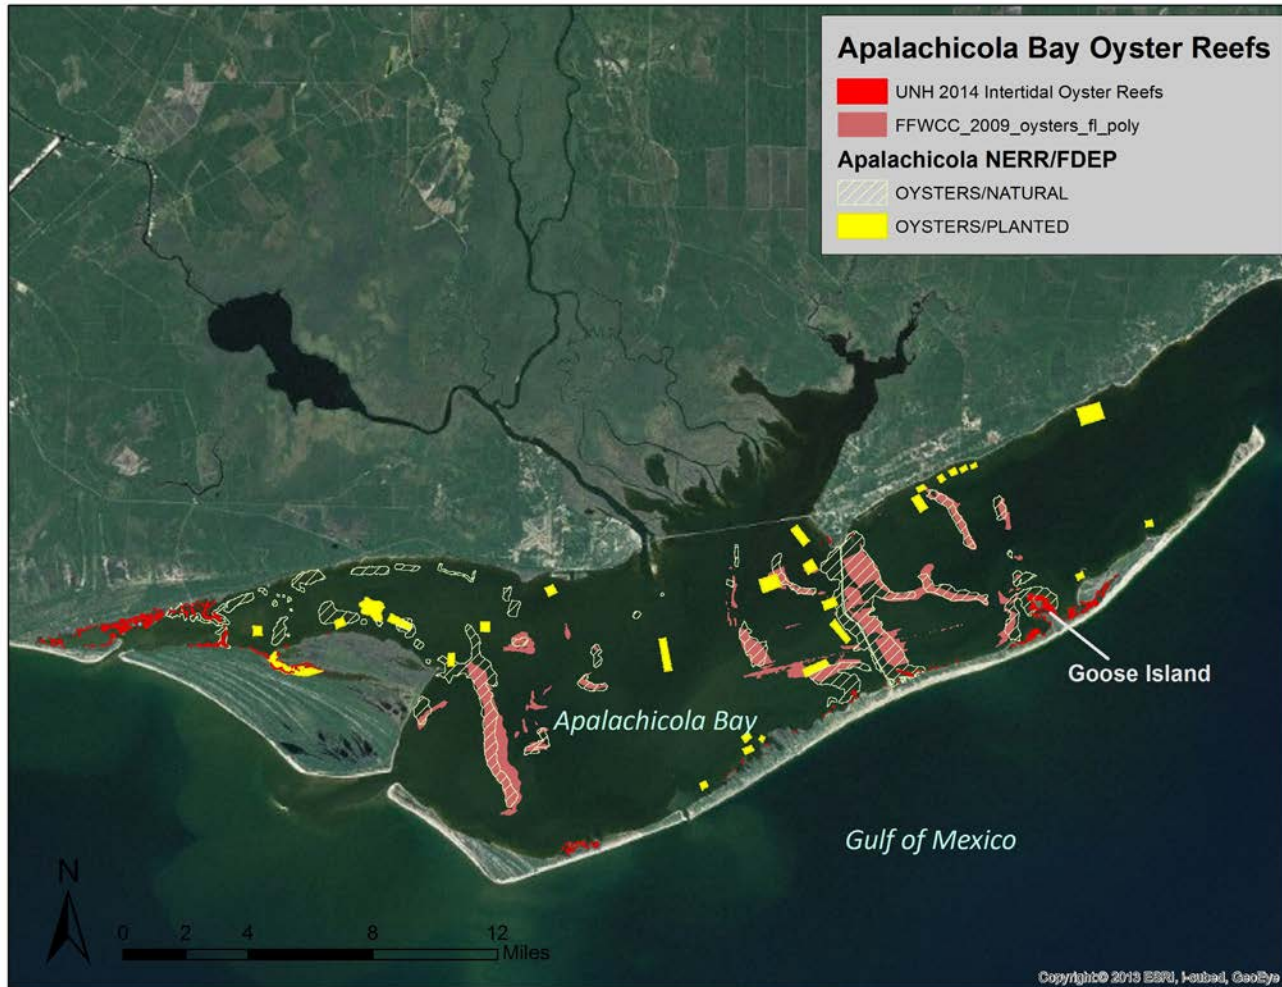 Apalachicola Bay Oyster Reefs
UNH 2014 Intertidal Oyster Reefs
FFWCC_2009_oysters_fl_poly
Apalachicola NERR/FDEP
OYSTERS/NATURAL
OYSTERS/PLANTED
Goose Island
Apalachicola Bay
Gulf of Mexico
N
0 2 4 8 12
Miles
Copyright:© 2013 ESRI, i-cubed, GeoEye